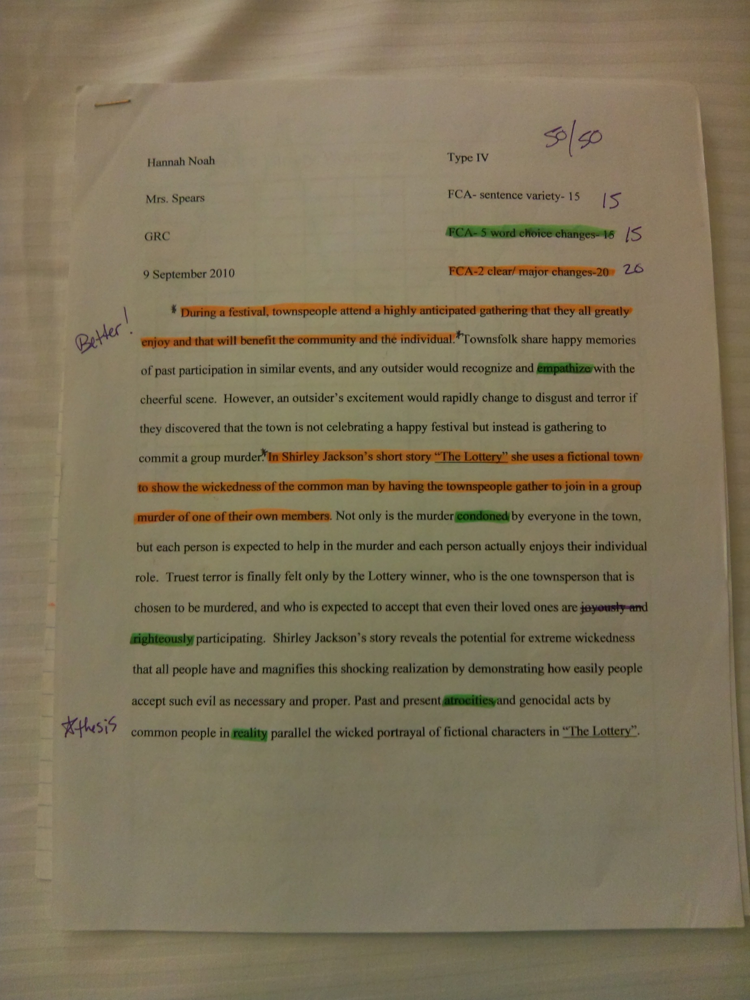 50/50
Hannah Noah Type IV
Mrs. Spears FCA- sentence variety- 15 15
GRC FCA- 5 word choice changes- 15 15
9 September 2010 FCA-2 clear/ major changes-20 20
* During a festival, townspeople attend a highly anticipated gathering that they all greatly
Better! enjoy and that will benefit the community and the individual.* Townsfolk share happy memories
of past participation in similar events, and any outsider would recognize and empathize with the
cheerful scene. However, an outsider's excitement would rapidly change to disgust and terror if
they discovered that the town is not celebrating a happy festival but instead is gathering to
commit a group murder.* In Shirley Jackson's short story “The Lottery” she uses a fictional town
to show the wickedness of the common man by having the townspeople gather to join in a group
murder of one of their own members. Not only is the murder condoned by everyone in the town,
but each person is expected to help in the murder and each person actually enjoys their individual
role. Truest terror is finally felt only by the Lottery winner, who is the one townsperson that is
chosen to be murdered, and who is expected to accept that even their loved ones are joyously and
righteously participating. Shirley Jackson's story reveals the potential for extreme wickedness
that all people have and magnifies this shocking realization by demonstrating how easily people
accept such evil as necessary and proper. Past and present atrocities and genocidal acts by
☆thesis common people in reality parallel the wicked portrayal of fictional characters in “The Lottery”.